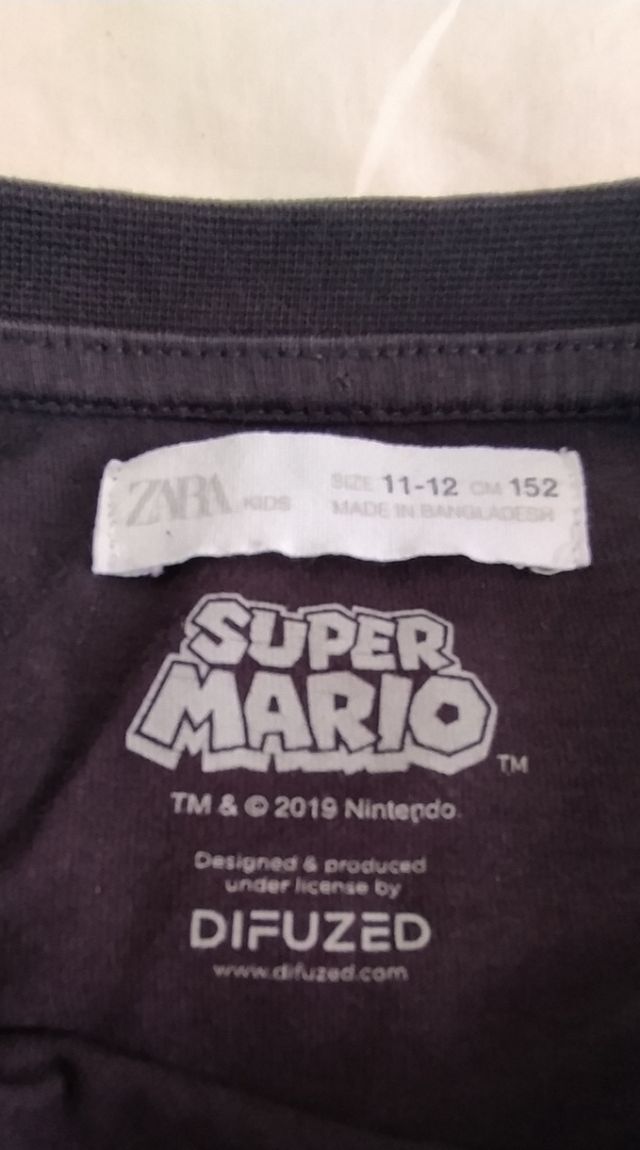 ZARA KIDS
SIZE 11-12 CM 152
MADE IN BANGLADESH
SUPER
MARIO
TM
TM & © 2019 Nintendo
Designed & produced
under license by
DIFUZED
www.difuzed.com